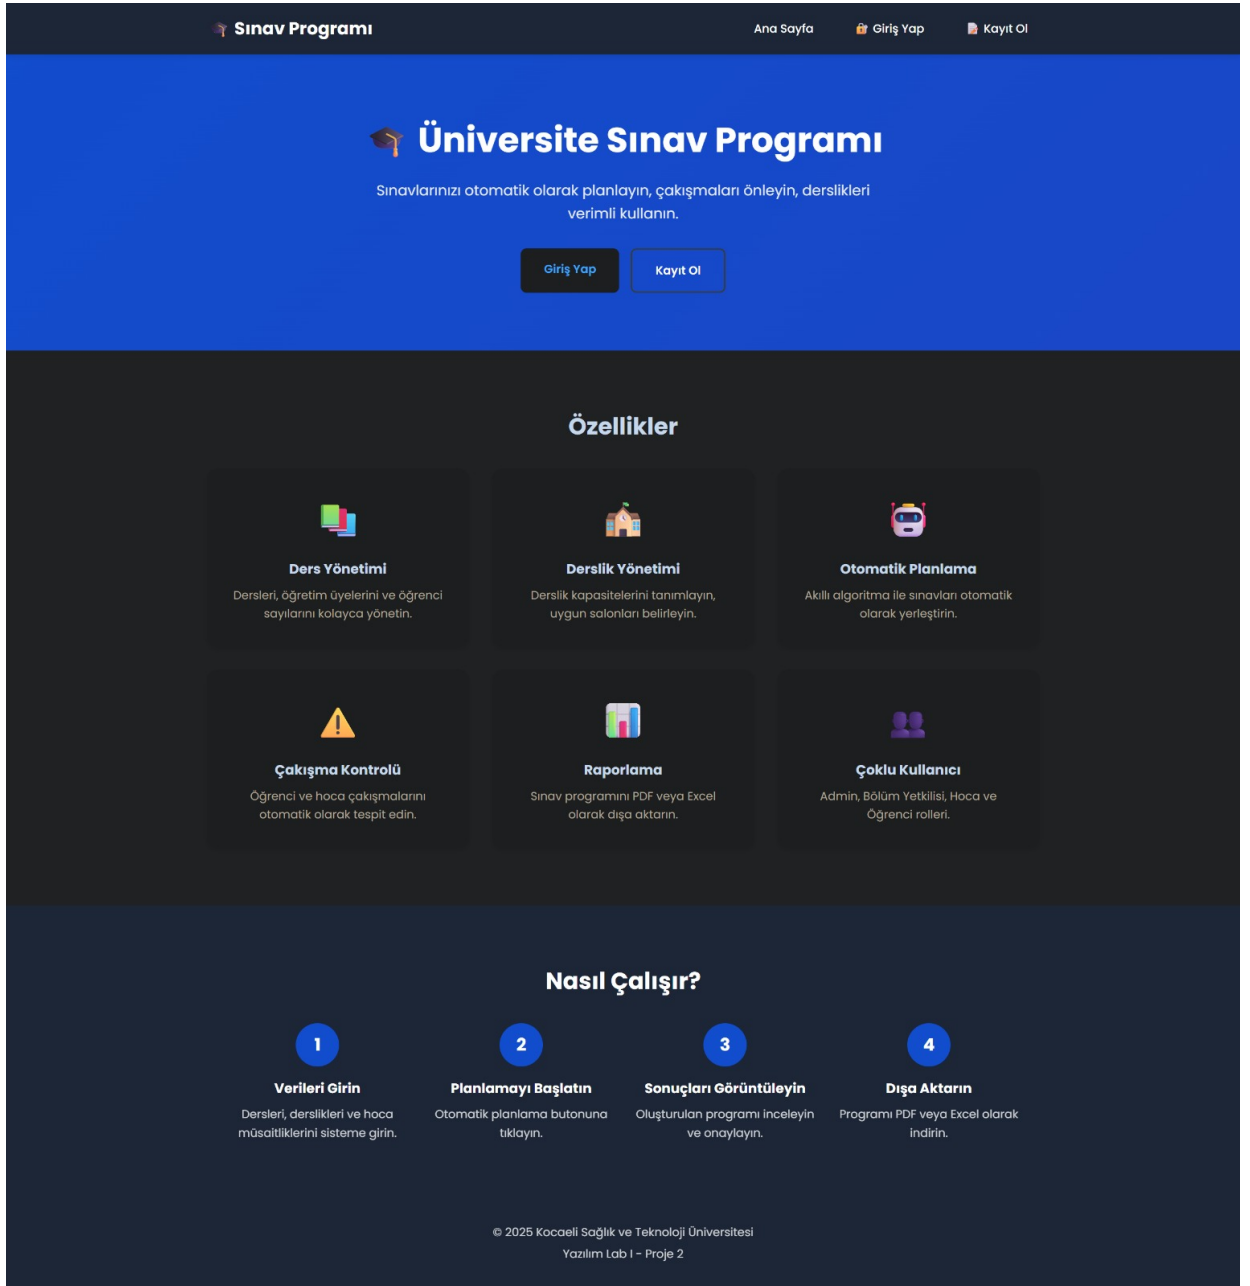 Sınav Programı
Ana Sayfa
Giriş Yap
Kayıt Ol
Üniversite Sınav Programı
Sınavlarınızı otomatik olarak planlayın, çakışmaları önleyin, derslikleri
verimli kullanın.
Giriş Yap
Kayıt Ol
Özellikler
Ders Yönetimi
Dersleri, öğretim üyelerini ve öğrenci
sayılarını kolayca yönetin.
Derslik Yönetimi
Derslik kapasitelerini tanımlayın,
uygun salonları belirleyin.
Otomatik Planlama
Akıllı algoritma ile sınavları otomatik
olarak yerleştirin.
Çakışma Kontrolü
Öğrenci ve hoca çakışmalarını
otomatik olarak tespit edin.
Raporlama
Sınav programını PDF veya Excel
olarak dışa aktarın.
Çoklu Kullanıcı
Admin, Bölüm Yetkilisi, Hoca ve
Öğrenci rolleri.
Nasıl Çalışır?
1
Verileri Girin
Dersleri, derslikleri ve hoca
müsaitliklerini sisteme girin.
2
Planlamayı Başlatın
Otomatik planlama butonuna
tıklayın.
3
Sonuçları Görüntüleyin
Oluşturulan programı inceleyin
ve onaylayın.
4
Dışa Aktarın
Programı PDF veya Excel olarak
indirin.
© 2025 Kocaeli Sağlık ve Teknoloji Üniversitesi
Yazılım Lab I - Proje 2